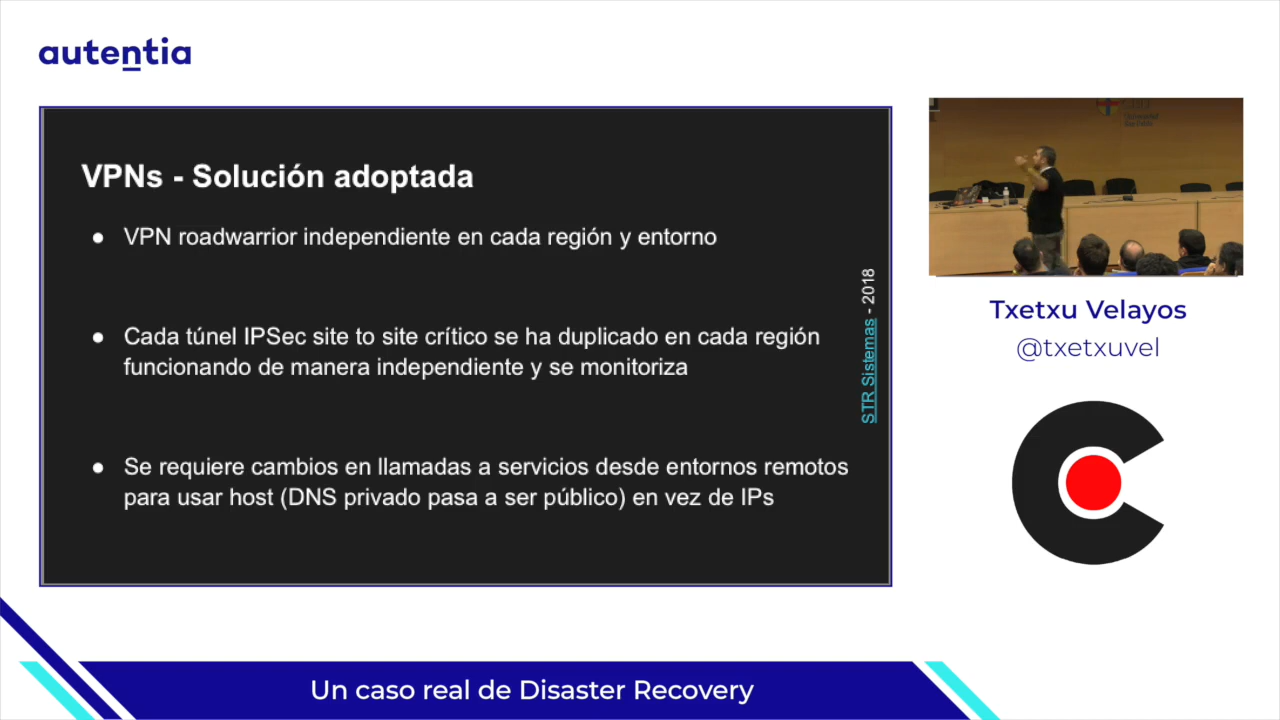 autentia
VPNs - Solución adoptada
● VPN roadwarrior independiente en cada región y entorno
● Cada túnel IPSec site to site crítico se ha duplicado en cada región
funcionando de manera independiente y se monitoriza
● Se requiere cambios en llamadas a servicios desde entornos remotos
para usar host (DNS privado pasa a ser público) en vez de IPs
STR Sistemas - 2018
Txetxu Velayos
@txetxuvel
Un caso real de Disaster Recovery